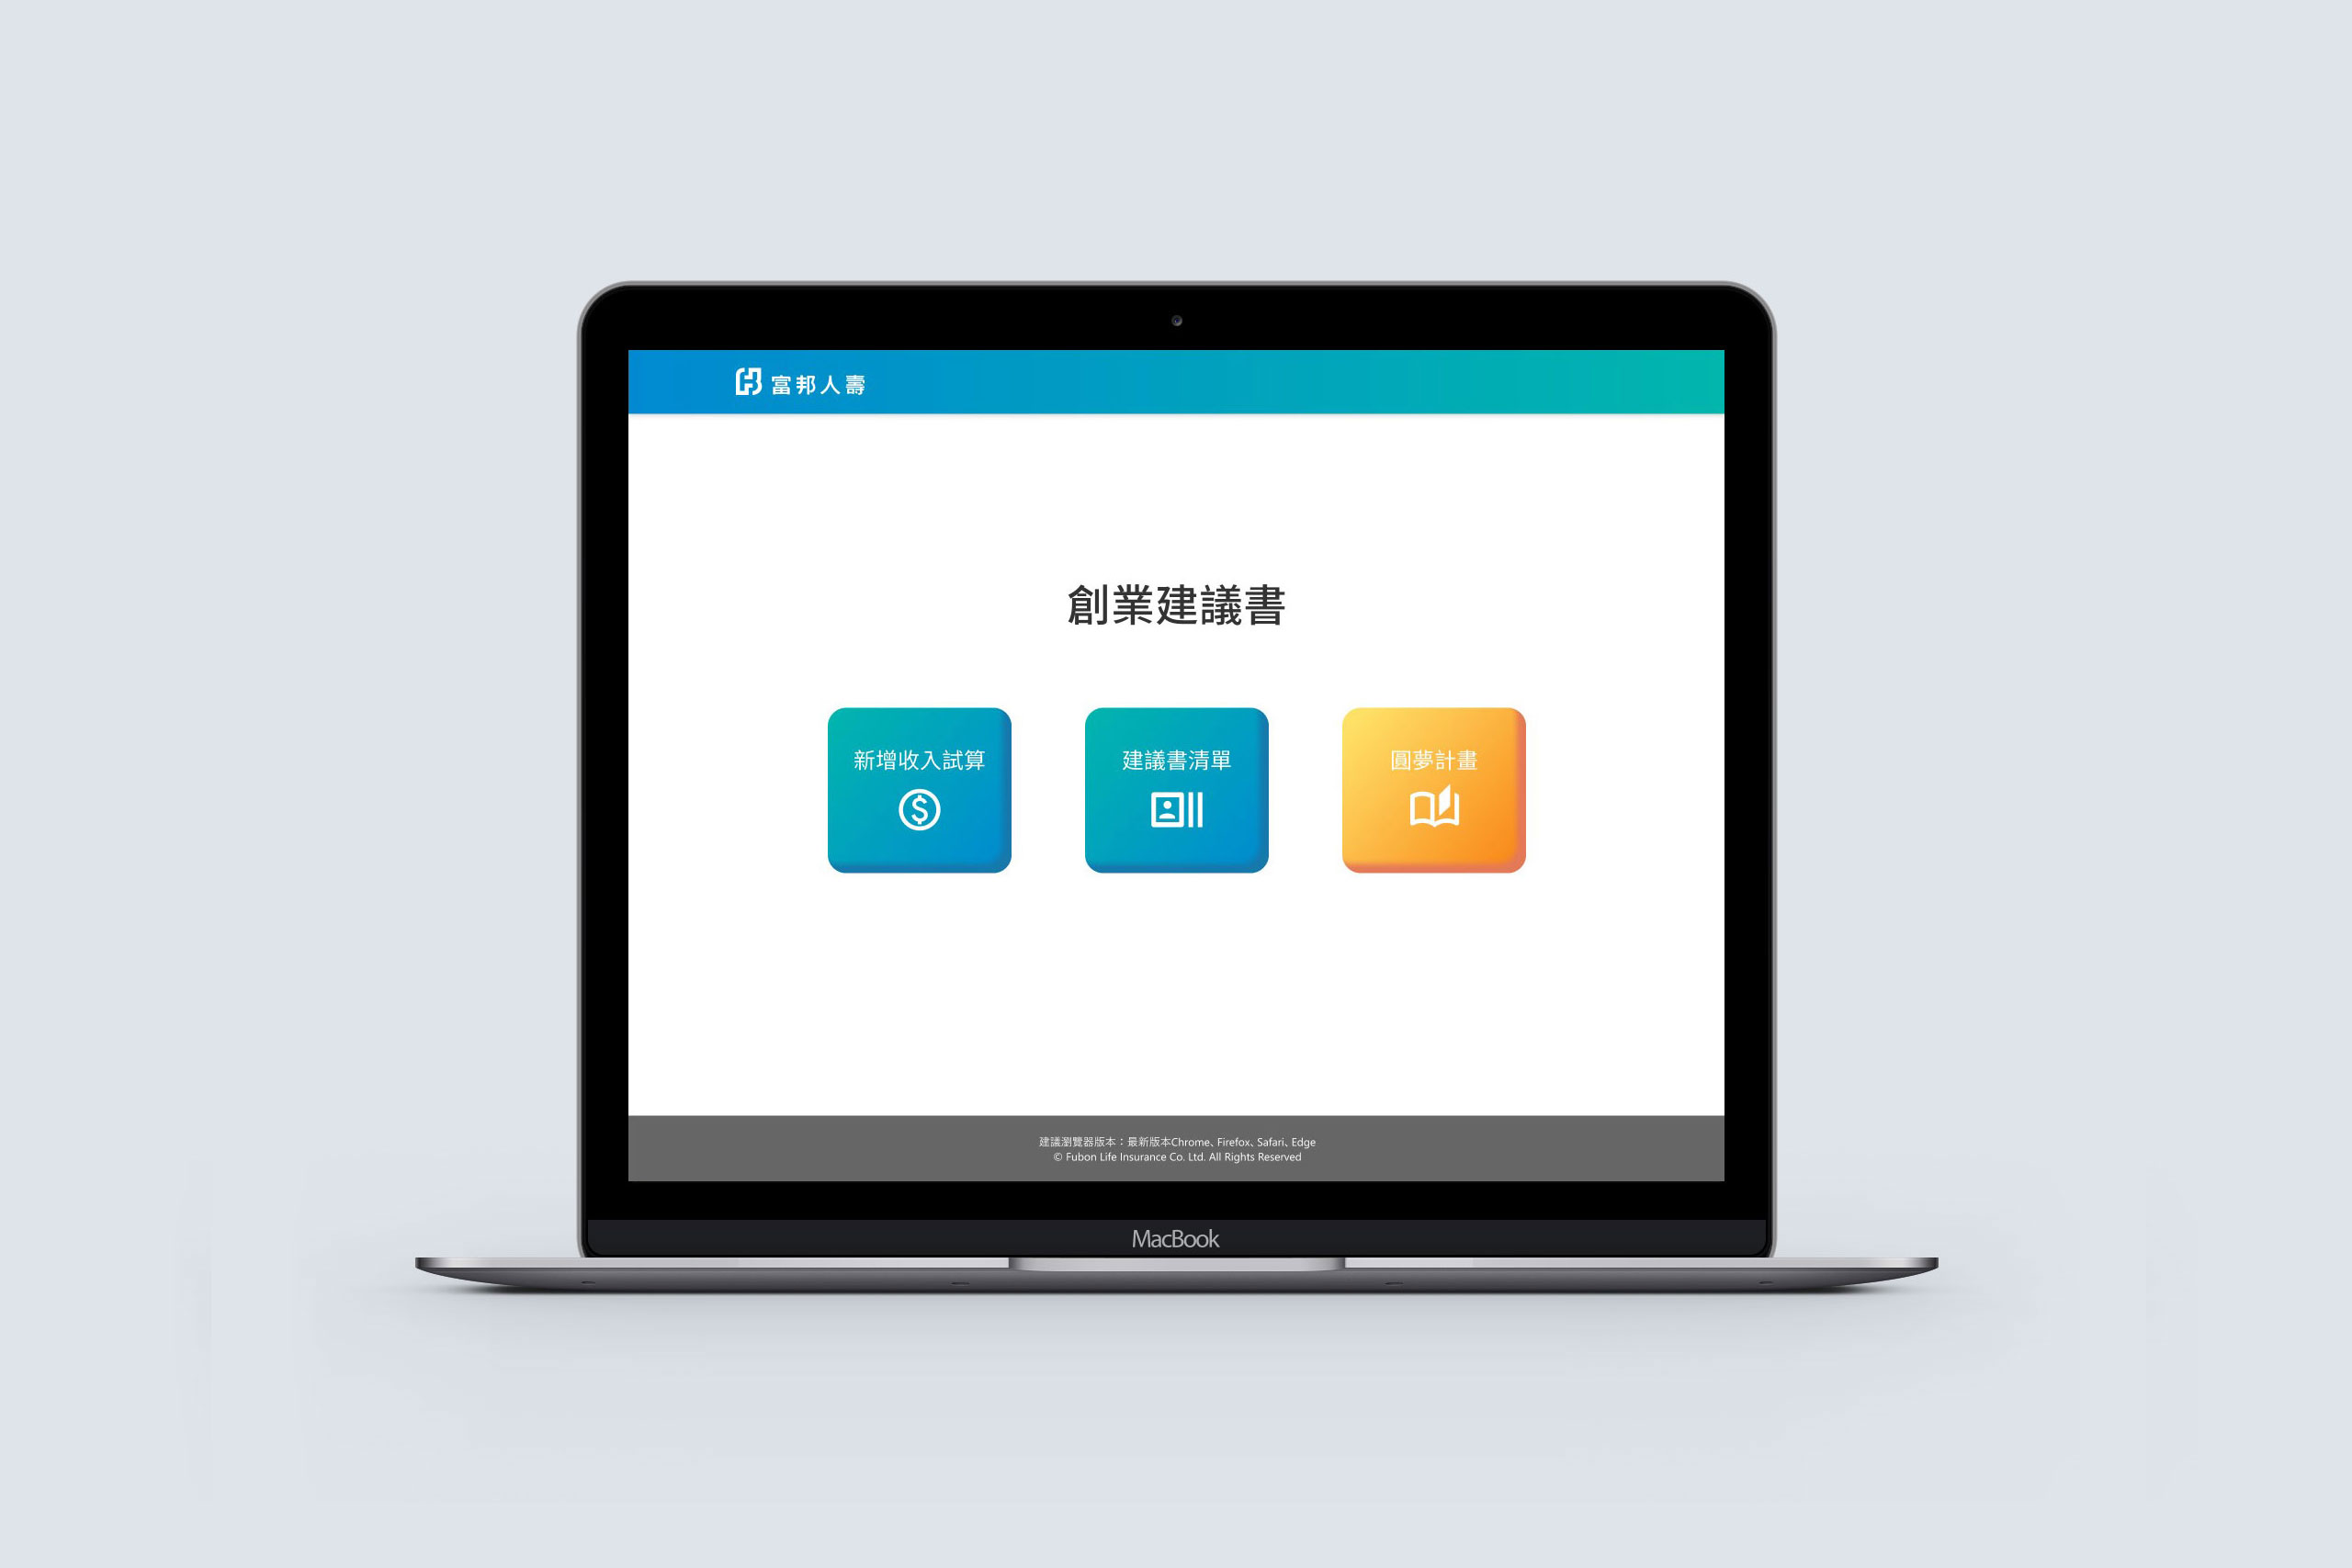 富邦人壽
創業建議書
新增收入試算
建議書清單
圓夢計畫
建議瀏覽器版本：最新版本Chrome、Firefox、Safari、Edge
© Fubon Life Insurance Co. Ltd. All Rights Reserved
MacBook